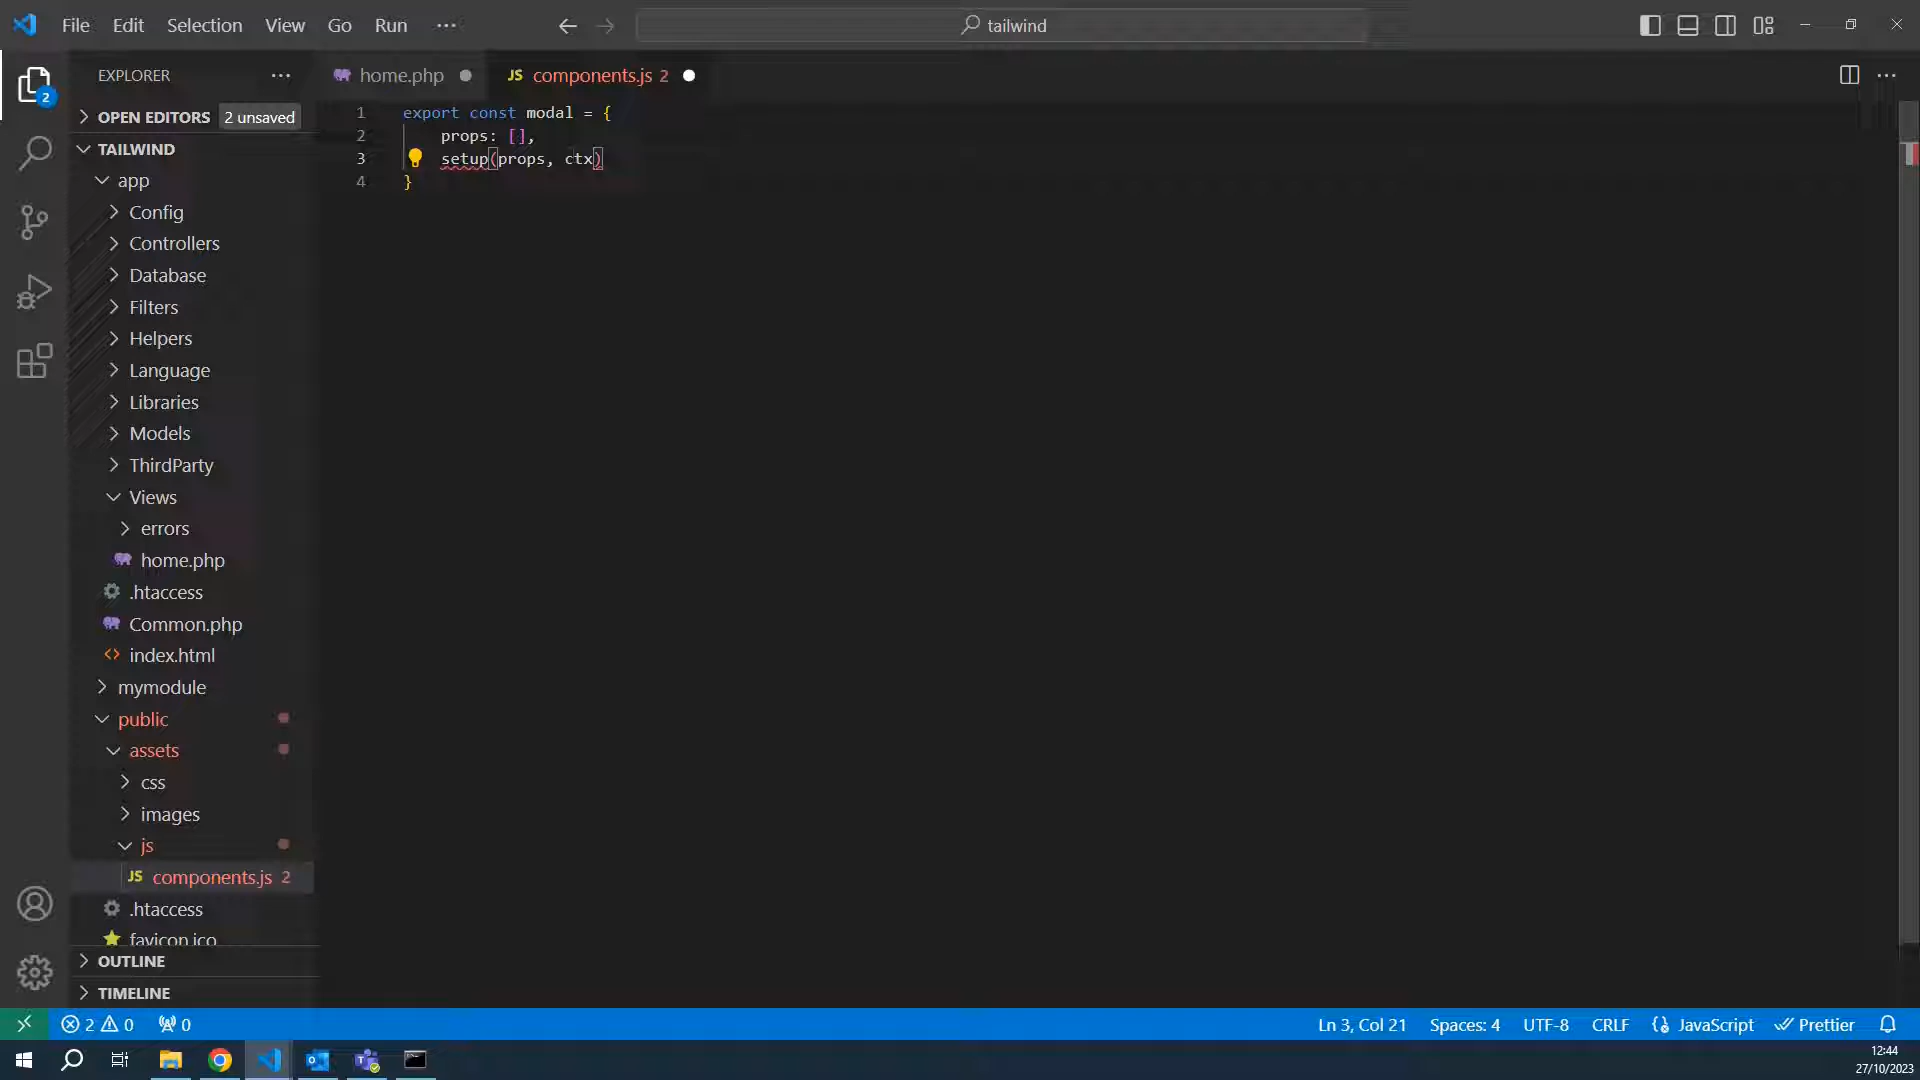 File Edit Selection View Go Run ···
tailwind
EXPLORER
home.php
JS components.js 2
OPEN EDITORS 2 unsaved
TAILWIND
app
Config
Controllers
Database
Filters
Helpers
Language
Libraries
Models
ThirdParty
Views
errors
home.php
.htaccess
Common.php
index.html
mymodule
public
assets
css
images
js
JS components.js 2
.htaccess
favicon.ico
OUTLINE
TIMELINE
2
1 export const modal = {
2 props: [],
3 setup(props, ctx)
4 }
2 0 0
Ln 3, Col 21 Spaces: 4 UTF-8 CRLF JavaScript Prettier
12:44
27/10/2023